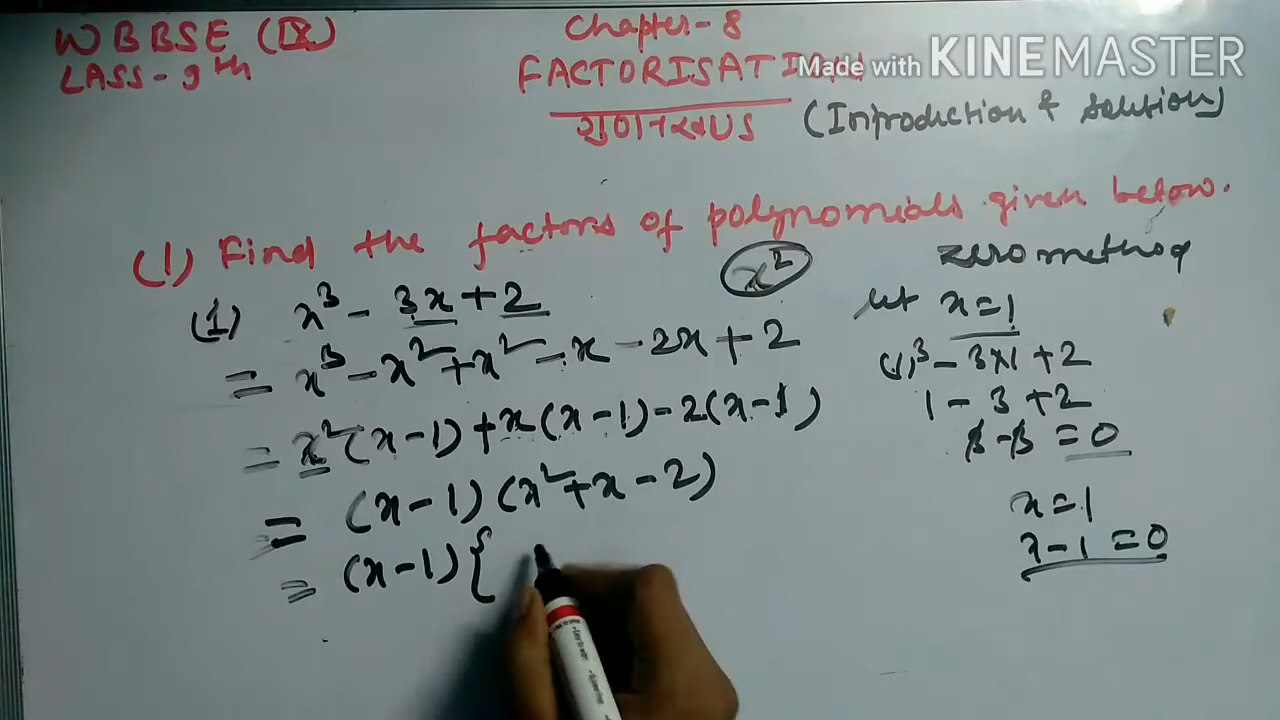 WBBSE (IX)
LASS - 9th
Chapter - 8
FACTORISATION
Made with KINEMASTER
(Introduction & solution)
(1) Find the factors of polynomials given below.
(1) x³ - 3x + 2
= x³ - x² + x² - x - 2x + 2
= x²(x-1) + x(x-1) - 2(x-1)
= (x-1)(x²+x-2)
= (x-1){
x²
zero method
let x=1
(1)³ - 3×1 + 2
1 - 3 + 2
3 - 3 = 0
x=1
x-1 = 0